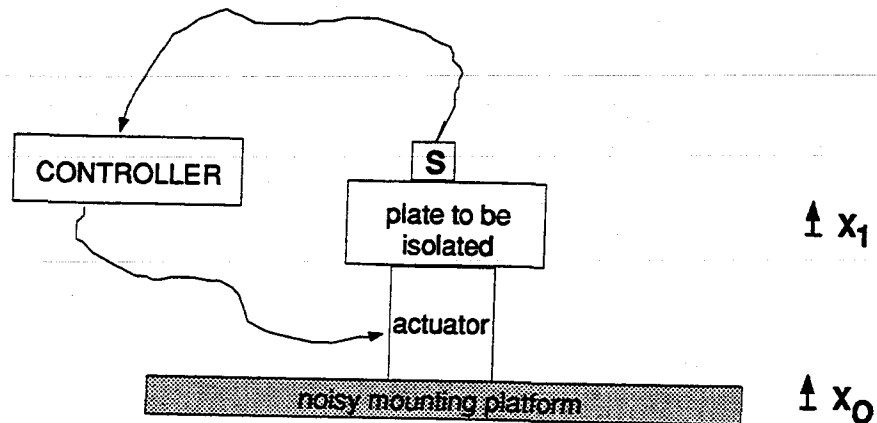 S
CONTROLLER
plate to be
isolated
X1
actuator
noisy mounting platform
X0